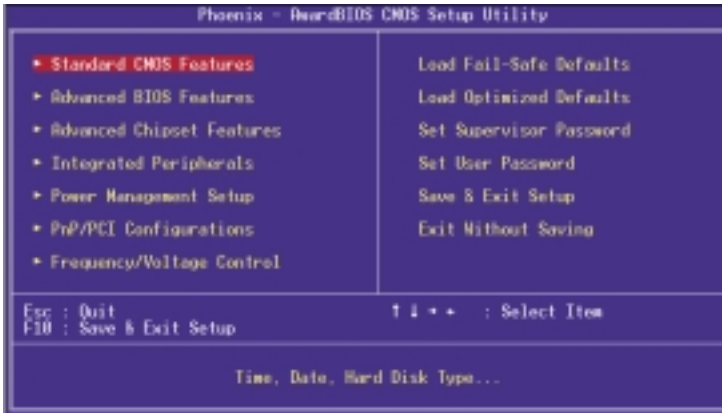 Phoenix - AwardBIOS CMOS Setup Utility
▸ Standard CMOS Features
▸ Advanced BIOS Features
▸ Advanced Chipset Features
▸ Integrated Peripherals
▸ Power Management Setup
▸ PnP/PCI Configurations
▸ Frequency/Voltage Control
Load Fail-Safe Defaults
Load Optimized Defaults
Set Supervisor Password
Set User Password
Save & Exit Setup
Exit Without Saving
Esc : Quit
F10 : Save & Exit Setup
↑ ↓ → ← : Select Item
Time, Date, Hard Disk Type...